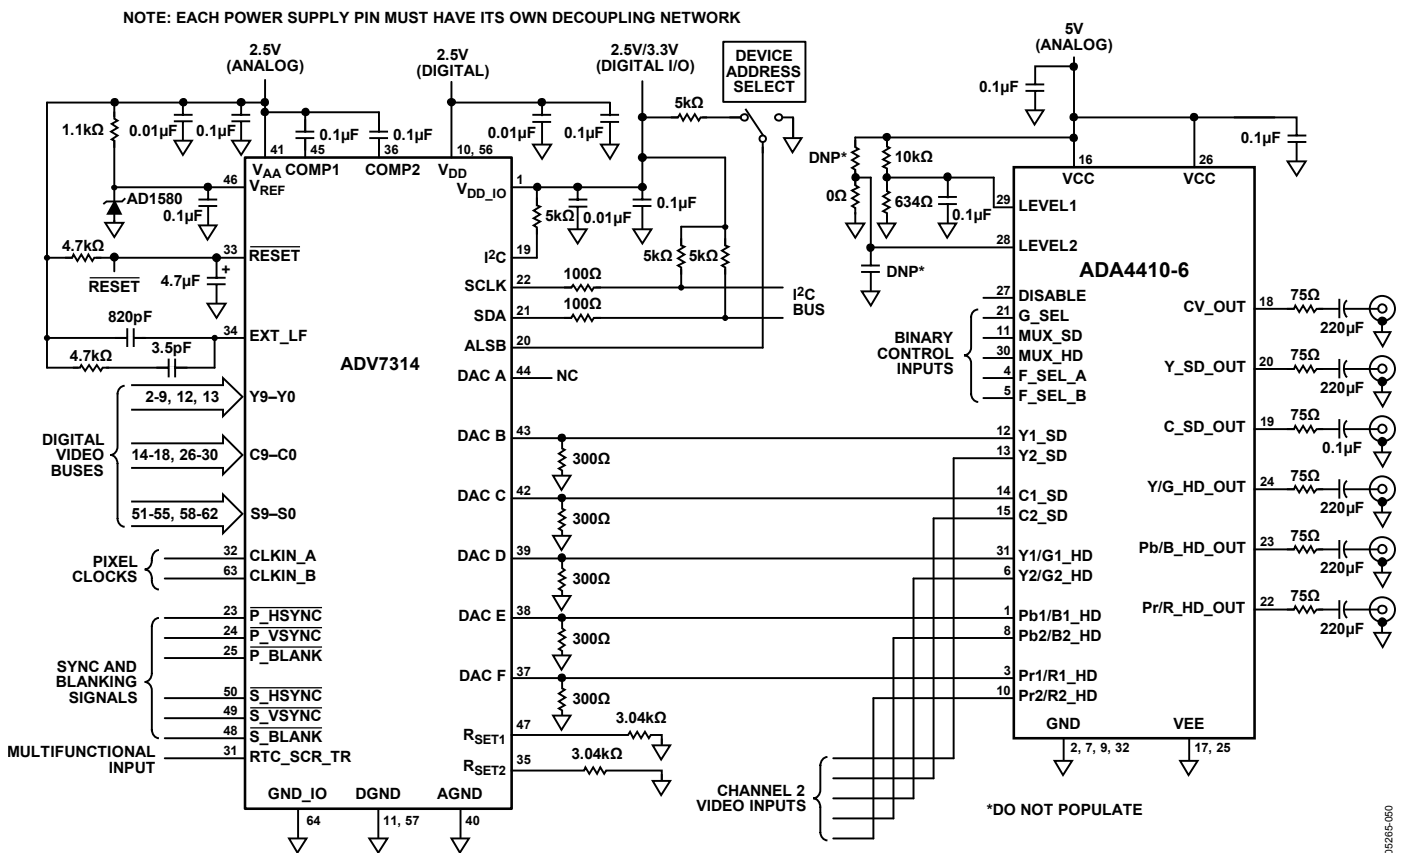 NOTE: EACH POWER SUPPLY PIN MUST HAVE ITS OWN DECOUPLING NETWORK
2.5V
(ANALOG)
2.5V
(DIGITAL)
2.5V/3.3V
(DIGITAL I/O)
DEVICE
ADDRESS
SELECT
5V
(ANALOG)
0.1µF
5kΩ
1.1kΩ
0.01µF
0.1µF
0.1µF
0.1µF
0.01µF
0.1µF
0.1µF
41
45
36
10, 56
VAA
COMP1
COMP2
VDD
DNP*
10kΩ
16
26
VCC
VCC
46
VREF
1
VDD_IO
AD1580
0.1µF
5kΩ
0.01µF
0.1µF
0Ω
634Ω
0.1µF
29
LEVEL1
4.7kΩ
33
RESET
RESET
4.7µF
+
19
I2C
5kΩ
5kΩ
28
LEVEL2
DNP*
ADA4410-6
SCLK
22
100Ω
SDA
21
100Ω
I2C
BUS
ALSB
20
820pF
34
EXT_LF
3.5pF
4.7kΩ
ADV7314
DAC A
44
NC
27
DISABLE
BINARY
CONTROL
INPUTS
21
G_SEL
11
MUX_SD
30
MUX_HD
4
F_SEL_A
5
F_SEL_B
CV_OUT
18
75Ω
220µF
Y_SD_OUT
20
75Ω
220µF
C_SD_OUT
19
75Ω
0.1µF
Y/G_HD_OUT
24
75Ω
220µF
Pb/B_HD_OUT
23
75Ω
220µF
Pr/R_HD_OUT
22
75Ω
220µF
DIGITAL
VIDEO
BUSES
2-9, 12, 13
Y9–Y0
14-18, 26-30
C9–C0
51-55, 58-62
S9–S0
DAC B
43
300Ω
12
Y1_SD
13
Y2_SD
DAC C
42
300Ω
14
C1_SD
15
C2_SD
PIXEL
CLOCKS
32
CLKIN_A
63
CLKIN_B
DAC D
39
300Ω
31
Y1/G1_HD
6
Y2/G2_HD
SYNC AND
BLANKING
SIGNALS
23
P_HSYNC
24
P_VSYNC
25
P_BLANK
50
S_HSYNC
49
S_VSYNC
48
S_BLANK
DAC E
38
300Ω
1
Pb1/B1_HD
8
Pb2/B2_HD
DAC F
37
300Ω
3
Pr1/R1_HD
10
Pr2/R2_HD
MULTIFUNCTIONAL
INPUT
31
RTC_SCR_TR
RSET1
47
3.04kΩ
RSET2
35
3.04kΩ
GND
VEE
2, 7, 9, 32
17, 25
GND_IO
DGND
AGND
64
11, 57
40
CHANNEL 2
VIDEO INPUTS
*DO NOT POPULATE
05265-050